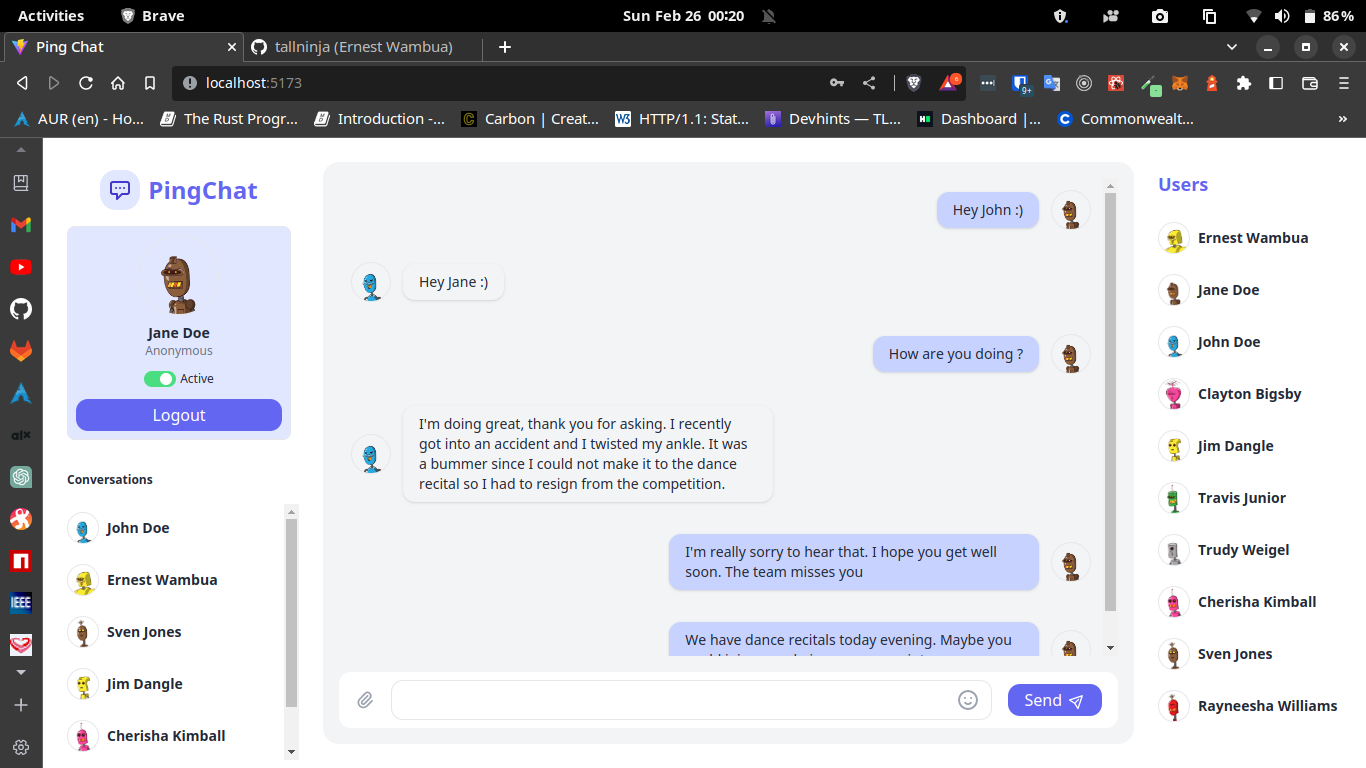 Activities
Brave
Sun Feb 26 00:20
86%
Ping Chat
tallninja (Ernest Wambua)
localhost:5173
6
9+
AUR (en) - Ho...
The Rust Progr...
Introduction -...
Carbon | Creat...
W3 HTTP/1.1: Stat...
Devhints — TL...
Dashboard |...
Commonwealt...
»
alx
IEEE
PingChat
Jane Doe
Anonymous
Active
Logout
Conversations
John Doe
Ernest Wambua
Sven Jones
Jim Dangle
Cherisha Kimball
Hey John :)
Hey Jane :)
How are you doing ?
I'm doing great, thank you for asking. I recently
got into an accident and I twisted my ankle. It was
a bummer since I could not make it to the dance
recital so I had to resign from the competition.
I'm really sorry to hear that. I hope you get well
soon. The team misses you
We have dance recitals today evening. Maybe you
Send
Users
Ernest Wambua
Jane Doe
John Doe
Clayton Bigsby
Jim Dangle
Travis Junior
Trudy Weigel
Cherisha Kimball
Sven Jones
Rayneesha Williams